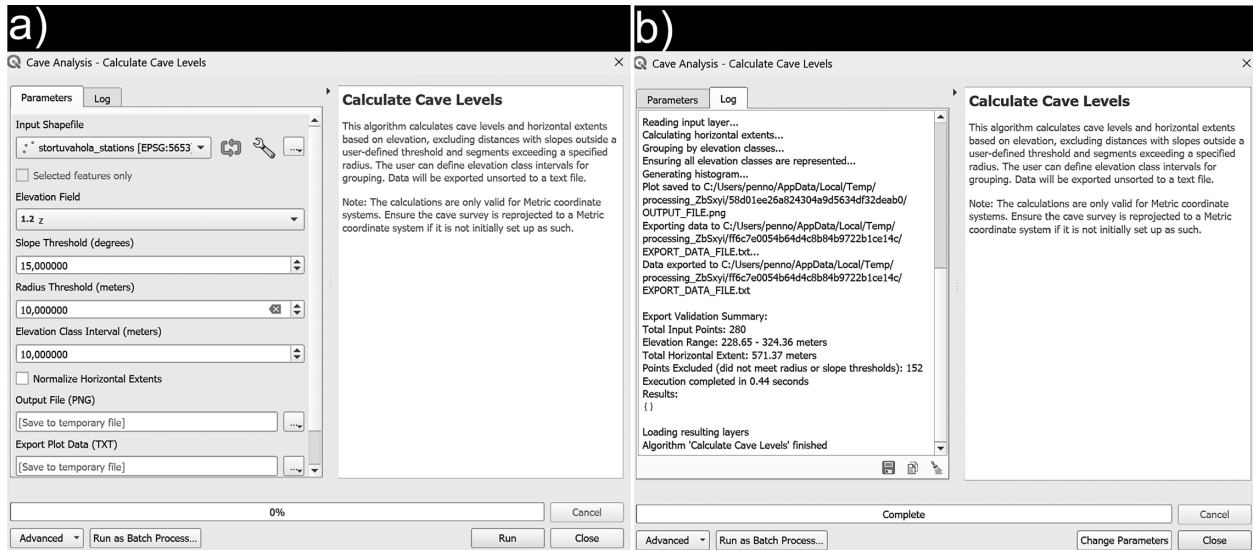 a)
Cave Analysis - Calculate Cave Levels
Parameters
Log
Input Shapefile
stortuvahola_stations [EPSG:5653]
...
Selected features only
Elevation Field
1.2 z
Slope Threshold (degrees)
15,000000
Radius Threshold (meters)
10,000000
Elevation Class Interval (meters)
10,000000
Normalize Horizontal Extents
Output File (PNG)
[Save to temporary file]
...
Export Plot Data (TXT)
[Save to temporary file]
...
Calculate Cave Levels
This algorithm calculates cave levels and horizontal extents
based on elevation, excluding distances with slopes outside a
user-defined threshold and segments exceeding a specified
radius. The user can define elevation class intervals for
grouping. Data will be exported unsorted to a text file.
Note: The calculations are only valid for Metric coordinate
systems. Ensure the cave survey is reprojected to a Metric
coordinate system if it is not initially set up as such.
0%
Cancel
Advanced
Run as Batch Process...
Run
Close
b)
Cave Analysis - Calculate Cave Levels
Parameters
Log
Reading input layer...
Calculating horizontal extents...
Grouping by elevation classes...
Ensuring all elevation classes are represented...
Generating histogram...
Plot saved to C:/Users/penno/AppData/Local/Temp/
processing_ZbSxyi/58d01ee26a824304a9d5634df32deab0/
OUTPUT_FILE.png
Exporting data to C:/Users/penno/AppData/Local/Temp/
processing_ZbSxyi/ff6c7e0054b64d4c8b84b9722b1ce14c/
EXPORT_DATA_FILE.txt...
Data exported to C:/Users/penno/AppData/Local/Temp/
processing_ZbSxyi/ff6c7e0054b64d4c8b84b9722b1ce14c/
EXPORT_DATA_FILE.txt
Export Validation Summary:
Total Input Points: 280
Elevation Range: 228.65 - 324.36 meters
Total Horizontal Extent: 571.37 meters
Points Excluded (did not meet radius or slope thresholds): 152
Execution completed in 0.44 seconds
Results:
{}
Loading resulting layers
Algorithm 'Calculate Cave Levels' finished
Calculate Cave Levels
This algorithm calculates cave levels and horizontal extents
based on elevation, excluding distances with slopes outside a
user-defined threshold and segments exceeding a specified
radius. The user can define elevation class intervals for
grouping. Data will be exported unsorted to a text file.
Note: The calculations are only valid for Metric coordinate
systems. Ensure the cave survey is reprojected to a Metric
coordinate system if it is not initially set up as such.
Complete
Cancel
Advanced
Run as Batch Process...
Change Parameters
Close